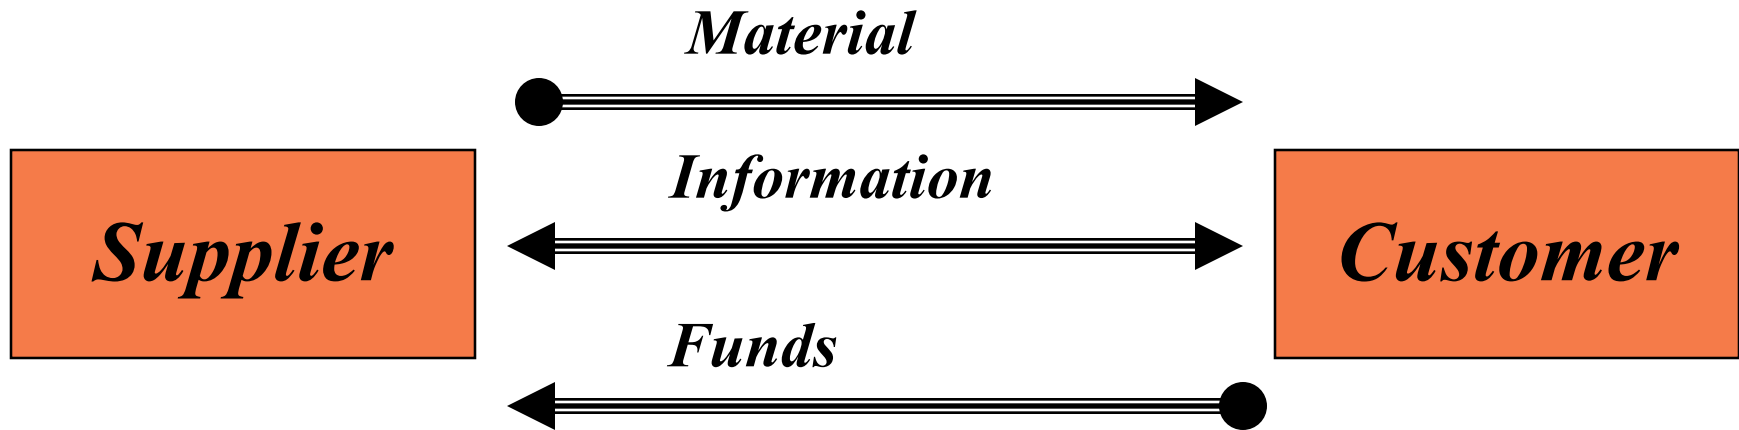 Material
Information
Supplier
Customer
Funds